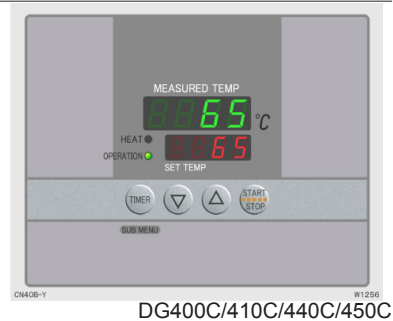 MEASURED TEMP
65 °C
HEAT
65
OPERATION
SET TEMP
TIMER
START
STOP
SUB MENU
CN40B-Y
W1256
DG400C/410C/440C/450C